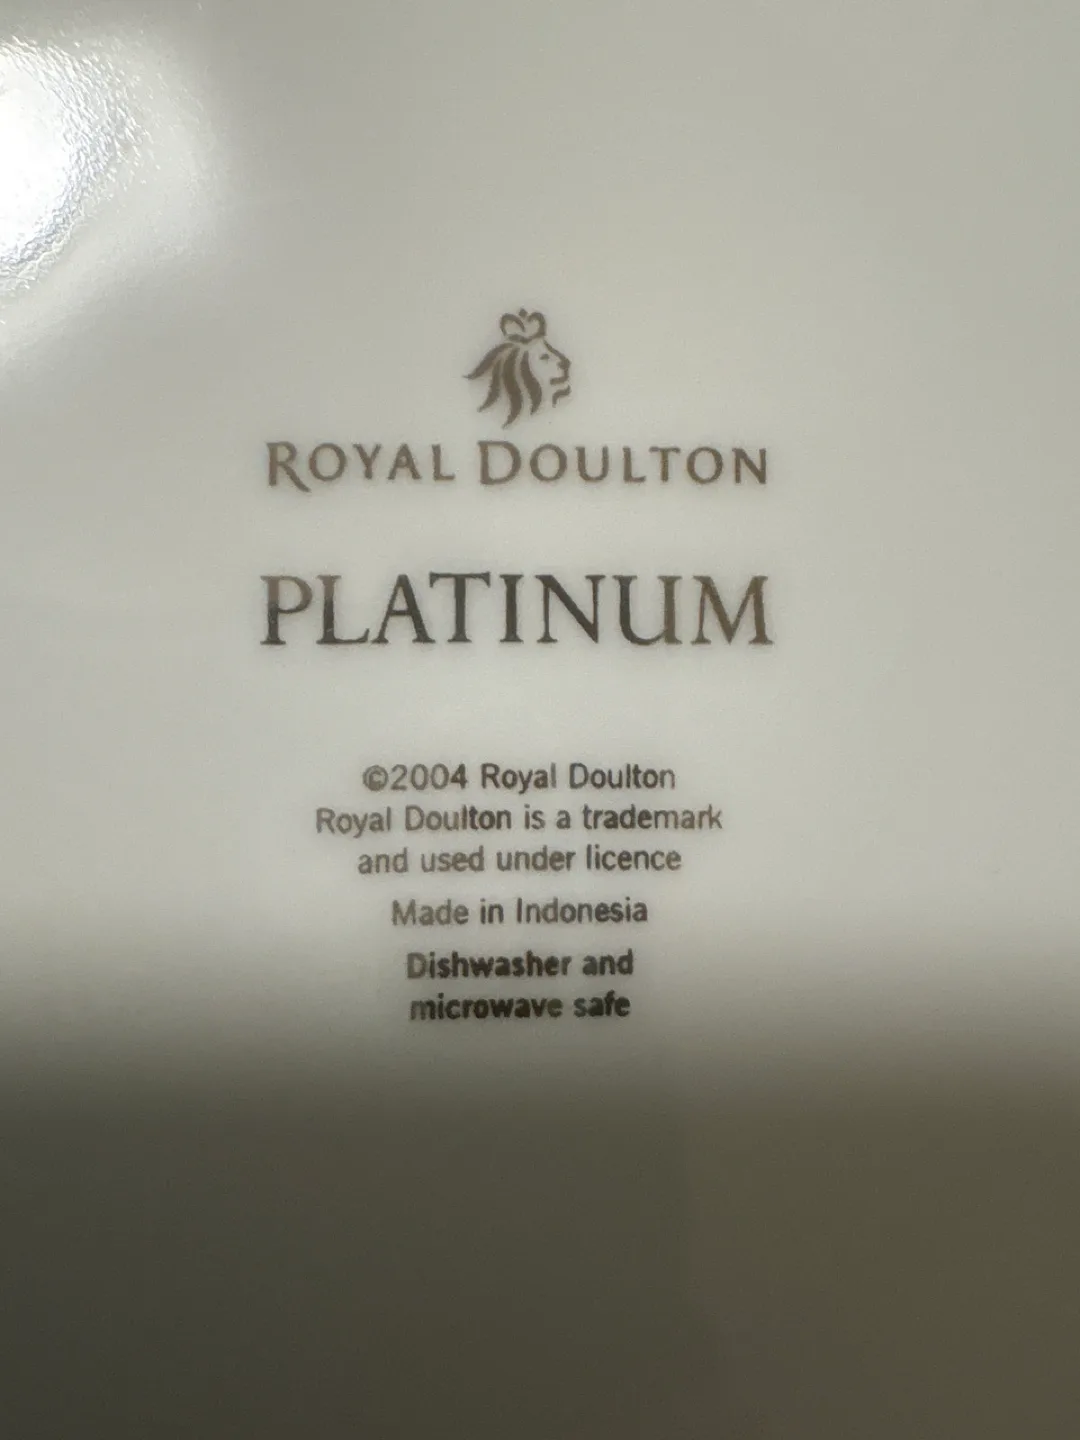 ROYAL DOULTON
PLATINUM
©2004 Royal Doulton
Royal Doulton is a trademark
and used under licence
Made in Indonesia
Dishwasher and
microwave safe